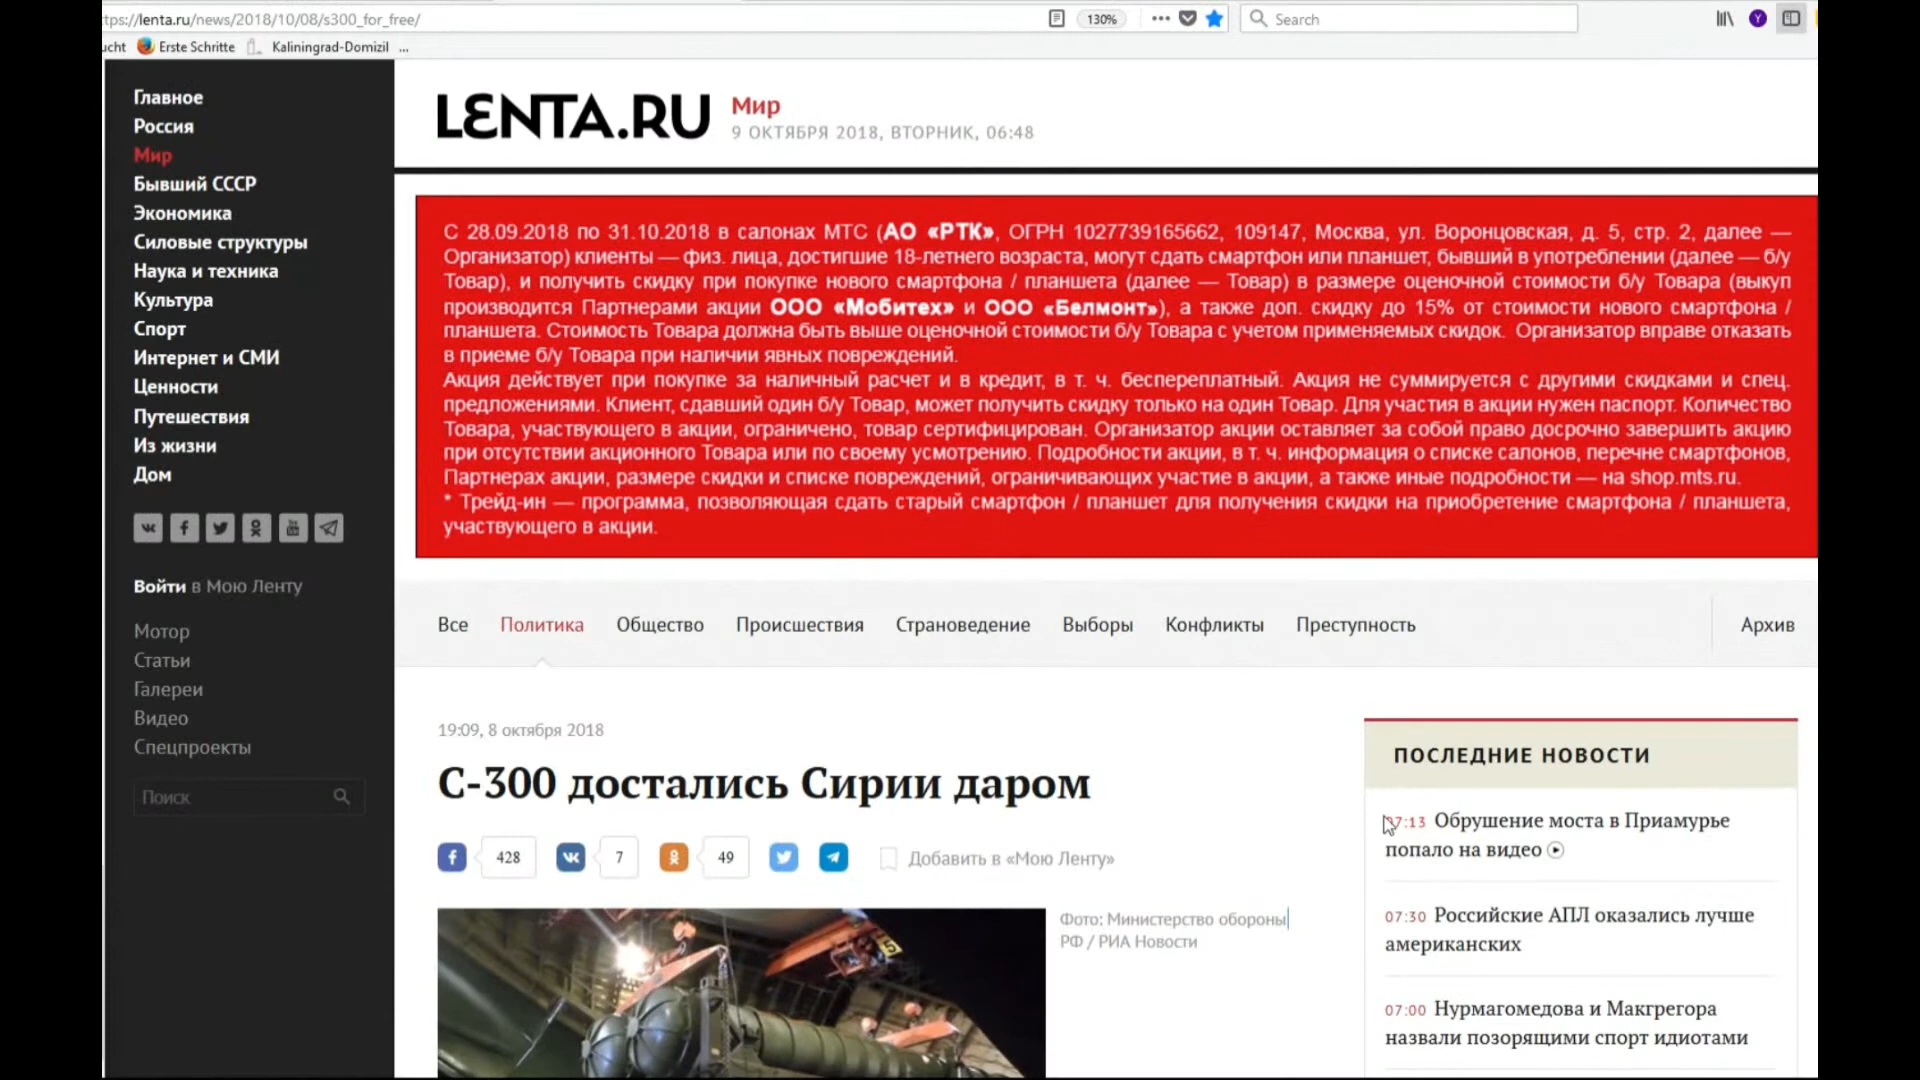 tps://lenta.ru/news/2018/10/08/s300_for_free/
130%
Search
ucht
Erste Schritte
Kaliningrad-Domizil ...
Главное
Россия
Мир
Бывший СССР
Экономика
Силовые структуры
Наука и техника
Культура
Спорт
Интернет и СМИ
Ценности
Путешествия
Из жизни
Дом
Войти в Мою Ленту
Мотор
Статьи
Галереи
Видео
Спецпроекты
Поиск
LENTA.RU
Мир
9 ОКТЯБРЯ 2018, ВТОРНИК, 06:48
С 28.09.2018 по 31.10.2018 в салонах МТС (АО «РТК», ОГРН 1027739165662, 109147, Москва, ул. Воронцовская, д. 5, стр. 2, далее —
Организатор) клиенты — физ. лица, достигшие 18-летнего возраста, могут сдать смартфон или планшет, бывший в употреблении (далее — б/у
Товар), и получить скидку при покупке нового смартфона / планшета (далее — Товар) в размере оценочной стоимости б/у Товара (выкуп
производится Партнерами акции ООО «Мобитех» и ООО «Белмонт»), а также доп. скидку до 15% от стоимости нового смартфона /
планшета. Стоимость Товара должна быть выше оценочной стоимости б/у Товара с учетом применяемых скидок. Организатор вправе отказать
в приеме б/у Товара при наличии явных повреждений.
Акция действует при покупке за наличный расчет и в кредит, в т. ч. беспереплатный. Акция не суммируется с другими скидками и спец.
предложениями. Клиент, сдавший один б/у Товар, может получить скидку только на один Товар. Для участия в акции нужен паспорт. Количество
Товара, участвующего в акции, ограничено, товар сертифицирован. Организатор акции оставляет за собой право досрочно завершить акцию
при отсутствии акционного Товара или по своему усмотрению. Подробности акции, в т. ч. информация о списке салонов, перечне смартфонов,
Партнерах акции, размере скидки и списке повреждений, ограничивающих участие в акции, а также иные подробности — на shop.mts.ru.
* Трейд-ин — программа, позволяющая сдать старый смартфон / планшет для получения скидки на приобретение смартфона / планшета,
участвующего в акции.
Все
Политика
Общество
Происшествия
Страноведение
Выборы
Конфликты
Преступность
Архив
19:09, 8 октября 2018
С-300 достались Сирии даром
428
7
49
Добавить в «Мою Ленту»
Фото: Министерство обороны
РФ / РИА Новости
ПОСЛЕДНИЕ НОВОСТИ
07:13 Обрушение моста в Приамурье
попало на видео
07:30 Российские АПЛ оказались лучше
американских
07:00 Нурмагомедова и Макгрегора
назвали позорящими спорт идиотами